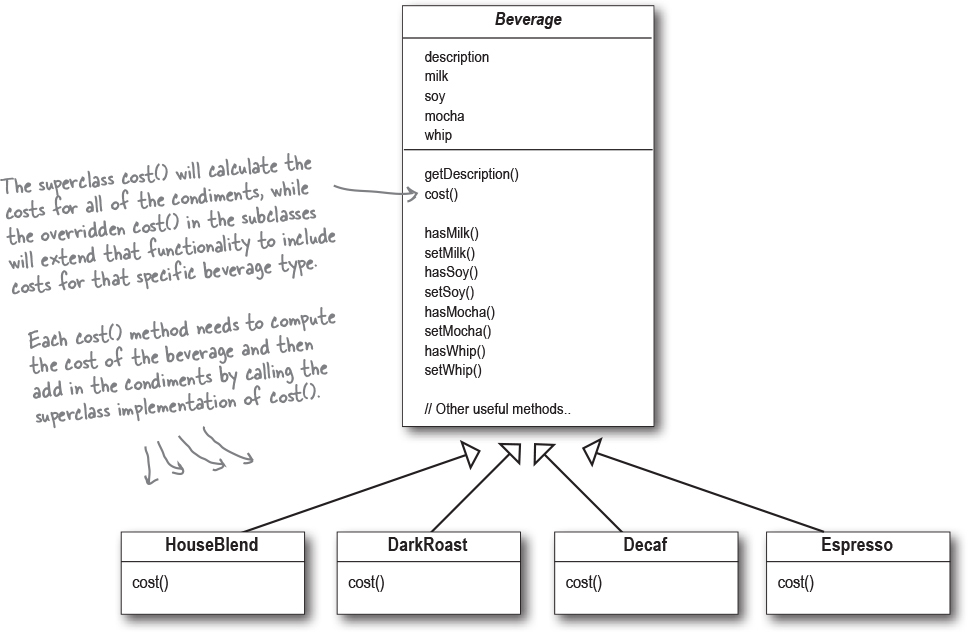 Beverage
description
milk
soy
mocha
whip
getDescription()
cost()
hasMilk()
setMilk()
hasSoy()
setSoy()
hasMocha()
setMocha()
hasWhip()
setWhip()
// Other useful methods..
The superclass cost() will calculate the
costs for all of the condiments, while
the overridden cost() in the subclasses
will extend that functionality to include
costs for that specific beverage type.
Each cost() method needs to compute
the cost of the beverage and then
add in the condiments by calling the
superclass implementation of cost().
HouseBlend
cost()
DarkRoast
cost()
Decaf
cost()
Espresso
cost()